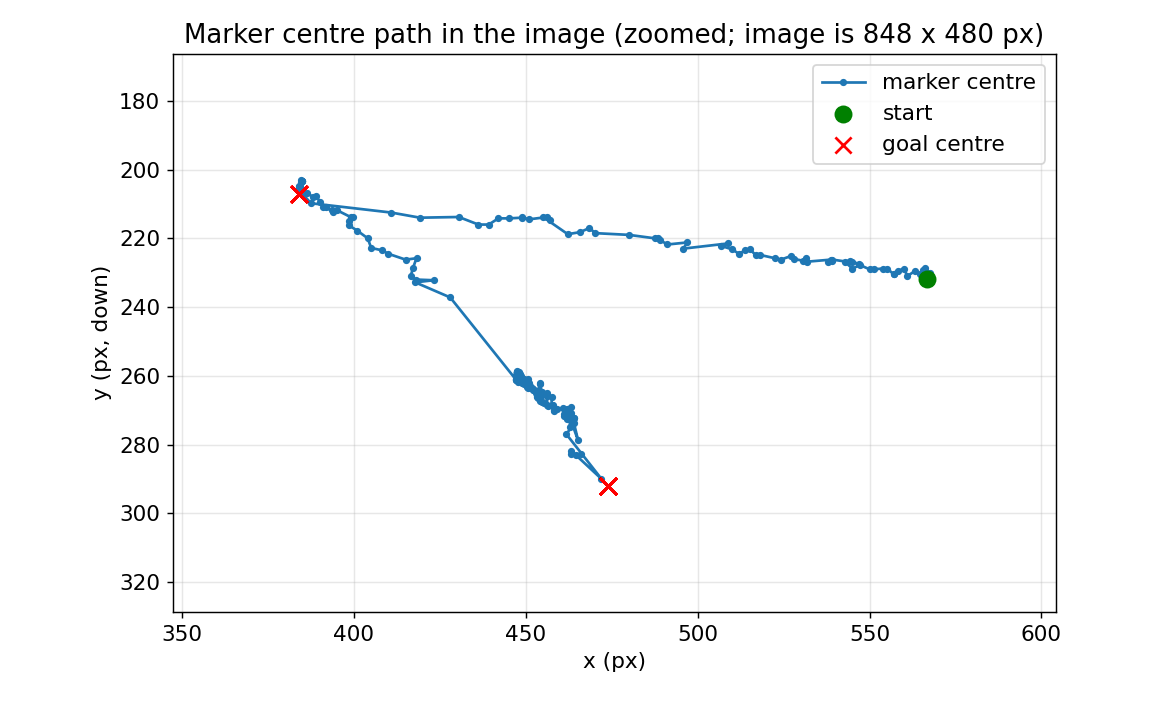 Marker centre path in the image (zoomed; image is 848 x 480 px)
marker centre
start
goal centre
180
200
220
240
260
280
300
320
y (px, down)
350
400
450
500
550
600
x (px)